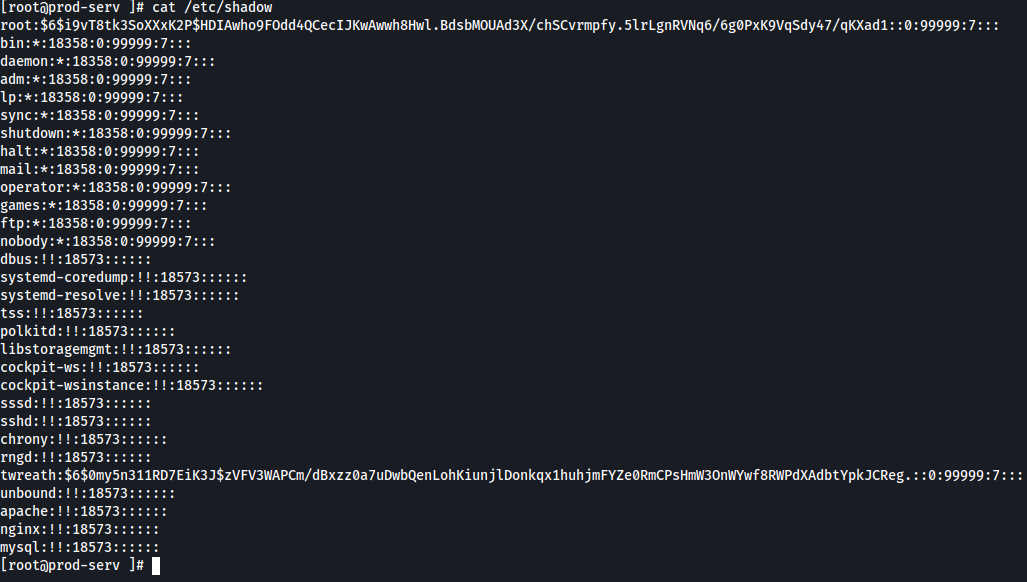 [root@prod-serv ]# cat /etc/shadow
root:$6$i9vT8tk3SoXXxK2P$HDIAwho9FOdd4QCecIJKwAwwh8Hwl.BdsbMOUAd3X/chSCvrmpfy.5lrLgnRVNq6/6g0PxK9VqSdy47/qKXad1::0:99999:7:::
bin:*:18358:0:99999:7:::
daemon:*:18358:0:99999:7:::
adm:*:18358:0:99999:7:::
lp:*:18358:0:99999:7:::
sync:*:18358:0:99999:7:::
shutdown:*:18358:0:99999:7:::
halt:*:18358:0:99999:7:::
mail:*:18358:0:99999:7:::
operator:*:18358:0:99999:7:::
games:*:18358:0:99999:7:::
ftp:*:18358:0:99999:7:::
nobody:*:18358:0:99999:7:::
dbus:!!:18573::::::
systemd-coredump:!!:18573::::::
systemd-resolve:!!:18573::::::
tss:!!:18573::::::
polkitd:!!:18573::::::
libstoragemgmt:!!:18573::::::
cockpit-ws:!!:18573::::::
cockpit-wsinstance:!!:18573::::::
sssd:!!:18573::::::
sshd:!!:18573::::::
chrony:!!:18573::::::
rngd:!!:18573::::::
twreath:$6$0my5n311RD7EiK3J$zVFV3WAPCm/dBxzz0a7uDwbQenLohKiunjlDonkqx1huhjmFYZe0RmCPsHmW3OnWYwf8RWPdXAdbtYpkJCReg.::0:99999:7:::
unbound:!!:18573::::::
apache:!!:18573::::::
nginx:!!:18573::::::
mysql:!!:18573::::::
[root@prod-serv ]#